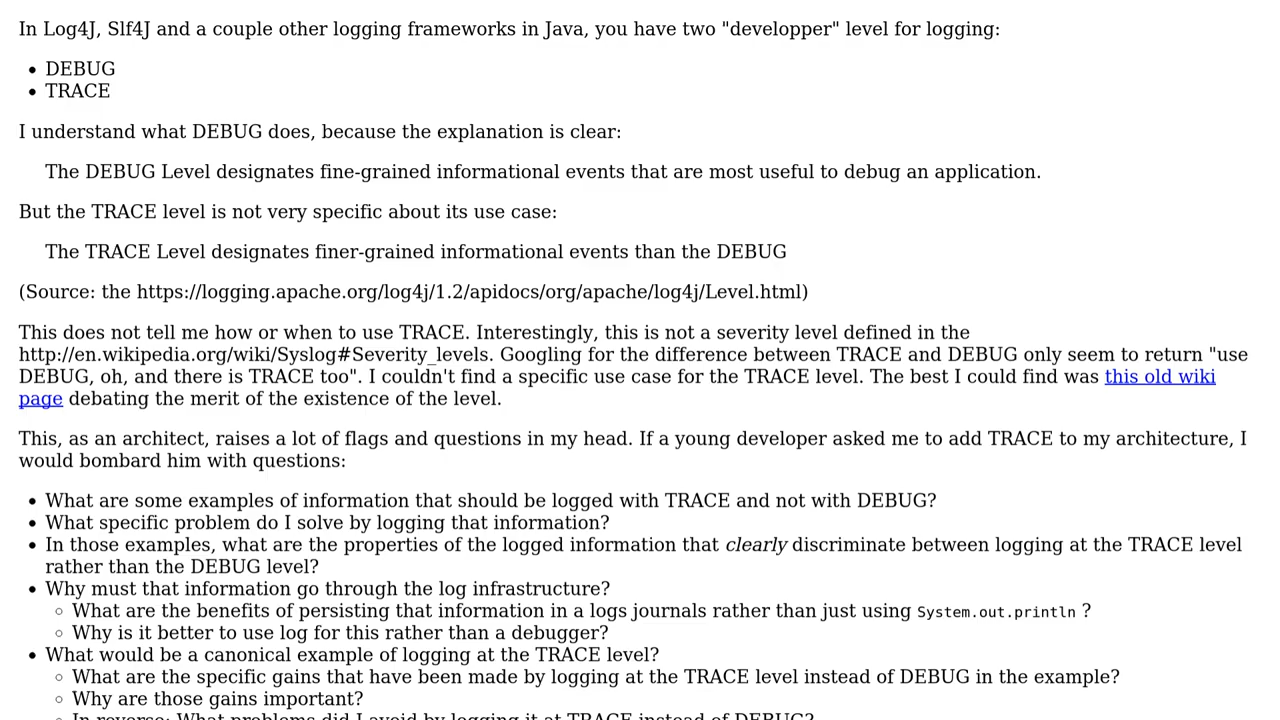 In Log4J, Slf4J and a couple other logging frameworks in Java, you have two "developper" level for logging:
• DEBUG
• TRACE
I understand what DEBUG does, because the explanation is clear:
The DEBUG Level designates fine-grained informational events that are most useful to debug an application.
But the TRACE level is not very specific about its use case:
The TRACE Level designates finer-grained informational events than the DEBUG
(Source: the https://logging.apache.org/log4j/1.2/apidocs/org/apache/log4j/Level.html)
This does not tell me how or when to use TRACE. Interestingly, this is not a severity level defined in the
http://en.wikipedia.org/wiki/Syslog#Severity_levels. Googling for the difference between TRACE and DEBUG only seem to return "use
DEBUG, oh, and there is TRACE too". I couldn't find a specific use case for the TRACE level. The best I could find was this old wiki
page debating the merit of the existence of the level.
This, as an architect, raises a lot of flags and questions in my head. If a young developer asked me to add TRACE to my architecture, I
would bombard him with questions:
• What are some examples of information that should be logged with TRACE and not with DEBUG?
• What specific problem do I solve by logging that information?
• In those examples, what are the properties of the logged information that clearly discriminate between logging at the TRACE level
rather than the DEBUG level?
• Why must that information go through the log infrastructure?
◦ What are the benefits of persisting that information in a logs journals rather than just using System.out.println ?
◦ Why is it better to use log for this rather than a debugger?
• What would be a canonical example of logging at the TRACE level?
◦ What are the specific gains that have been made by logging at the TRACE level instead of DEBUG in the example?
◦ Why are those gains important?
◦ In reverse: What problems did I avoid by logging it at TRACE instead of DEBUG?